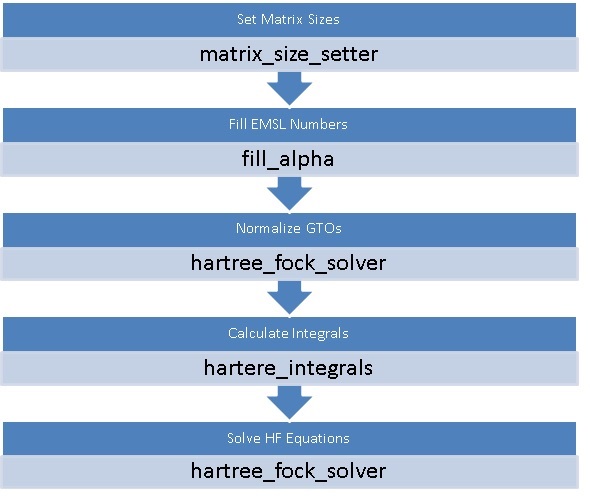 Set Matrix Sizes
matrix_size_setter
Fill EMSL Numbers
fill_alpha
Normalize GTOs
hartree_fock_solver
Calculate Integrals
hartere_integrals
Solve HF Equations
hartree_fock_solver